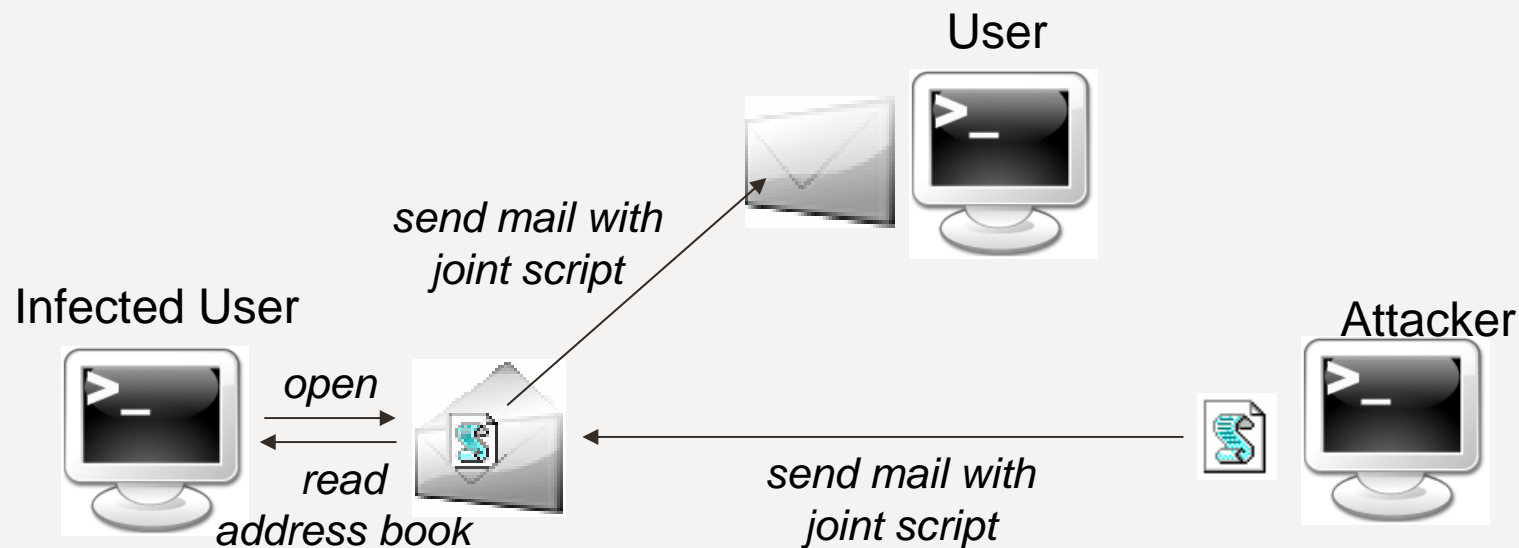 User
send mail with
joint script
Infected User
Attacker
>_
open
read
address book
send mail with
joint script
>_
>_